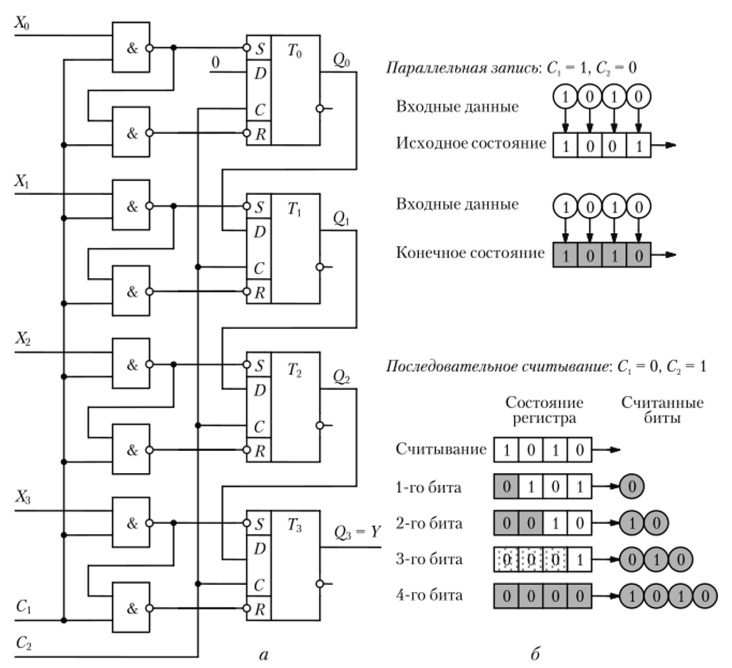 X0
&
S
T0
Q0
0
D
C
&
R
X1
&
S
T1
Q1
D
C
&
R
X2
&
S
T2
Q2
D
C
&
R
X3
&
S
T3
Q3 = Y
D
C
C1
&
R
C2
а
Параллельная запись: C1 = 1, C2 = 0
Входные данные 1 0 1 0
Исходное состояние 1 0 0 1
Входные данные 1 0 1 0
Конечное состояние 1 0 1 0
Последовательное считывание: C1 = 0, C2 = 1
Состояние регистра
Считанные биты
Считывание 1 0 1 0
1-го бита 0 1 0 1 0
2-го бита 0 0 1 0 1 0
3-го бита 0 0 0 1 0 1 0
4-го бита 0 0 0 0 1 0 1 0
б